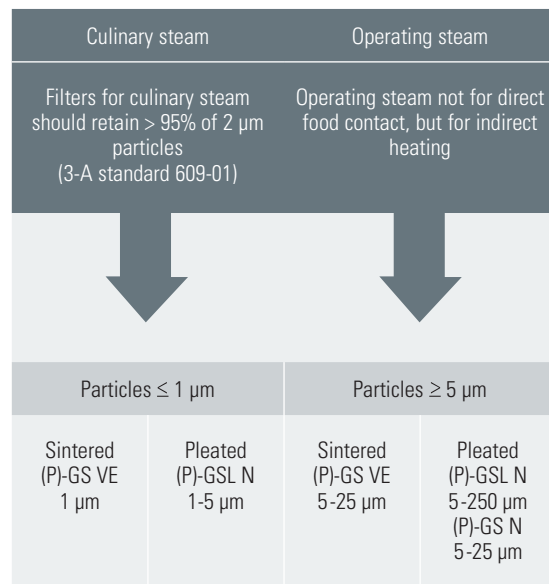 Culinary steam
Operating steam
Filters for culinary steam
should retain > 95% of 2 µm
particles
(3-A standard 609-01)
Operating steam not for direct
food contact, but for indirect
heating
Particles ≤ 1 µm
Particles ≥ 5 µm
Sintered
(P)-GS VE
1 µm
Pleated
(P)-GSL N
1-5 µm
Sintered
(P)-GS VE
5-25 µm
Pleated
(P)-GSL N
5-250 µm
(P)-GS N
5-25 µm